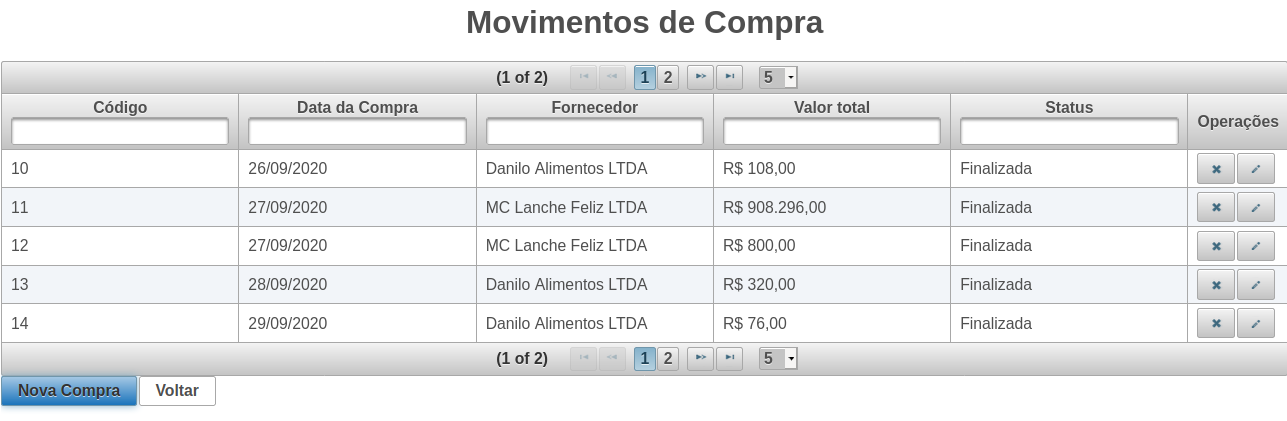 Movimentos de Compra
(1 of 2) 1 2 5
Código Data da Compra Fornecedor Valor total Status Operações
10 26/09/2020 Danilo Alimentos LTDA R$ 108,00 Finalizada
11 27/09/2020 MC Lanche Feliz LTDA R$ 908.296,00 Finalizada
12 27/09/2020 MC Lanche Feliz LTDA R$ 800,00 Finalizada
13 28/09/2020 Danilo Alimentos LTDA R$ 320,00 Finalizada
14 29/09/2020 Danilo Alimentos LTDA R$ 76,00 Finalizada
(1 of 2) 1 2 5
Nova Compra Voltar